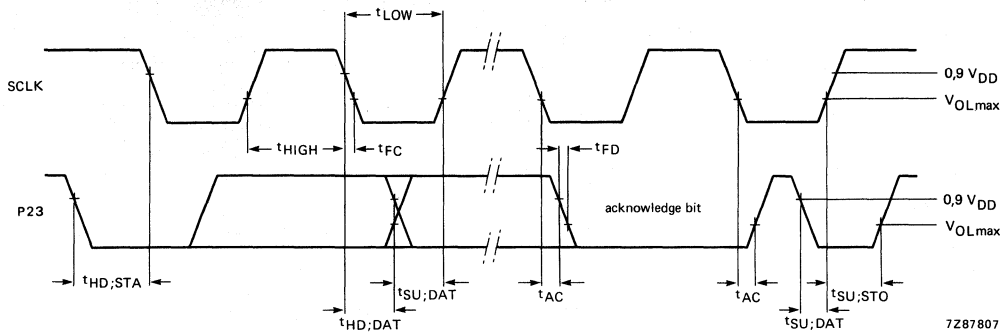 tLOW
SCLK
0,9 VDD
VOLmax
tHIGH
tFC
tFD
P23
acknowledge bit
0,9 VDD
VOLmax
tHD;STA
tSU;DAT
tHD;DAT
tAC
tAC
tSU;DAT
tSU;STO
7Z87807